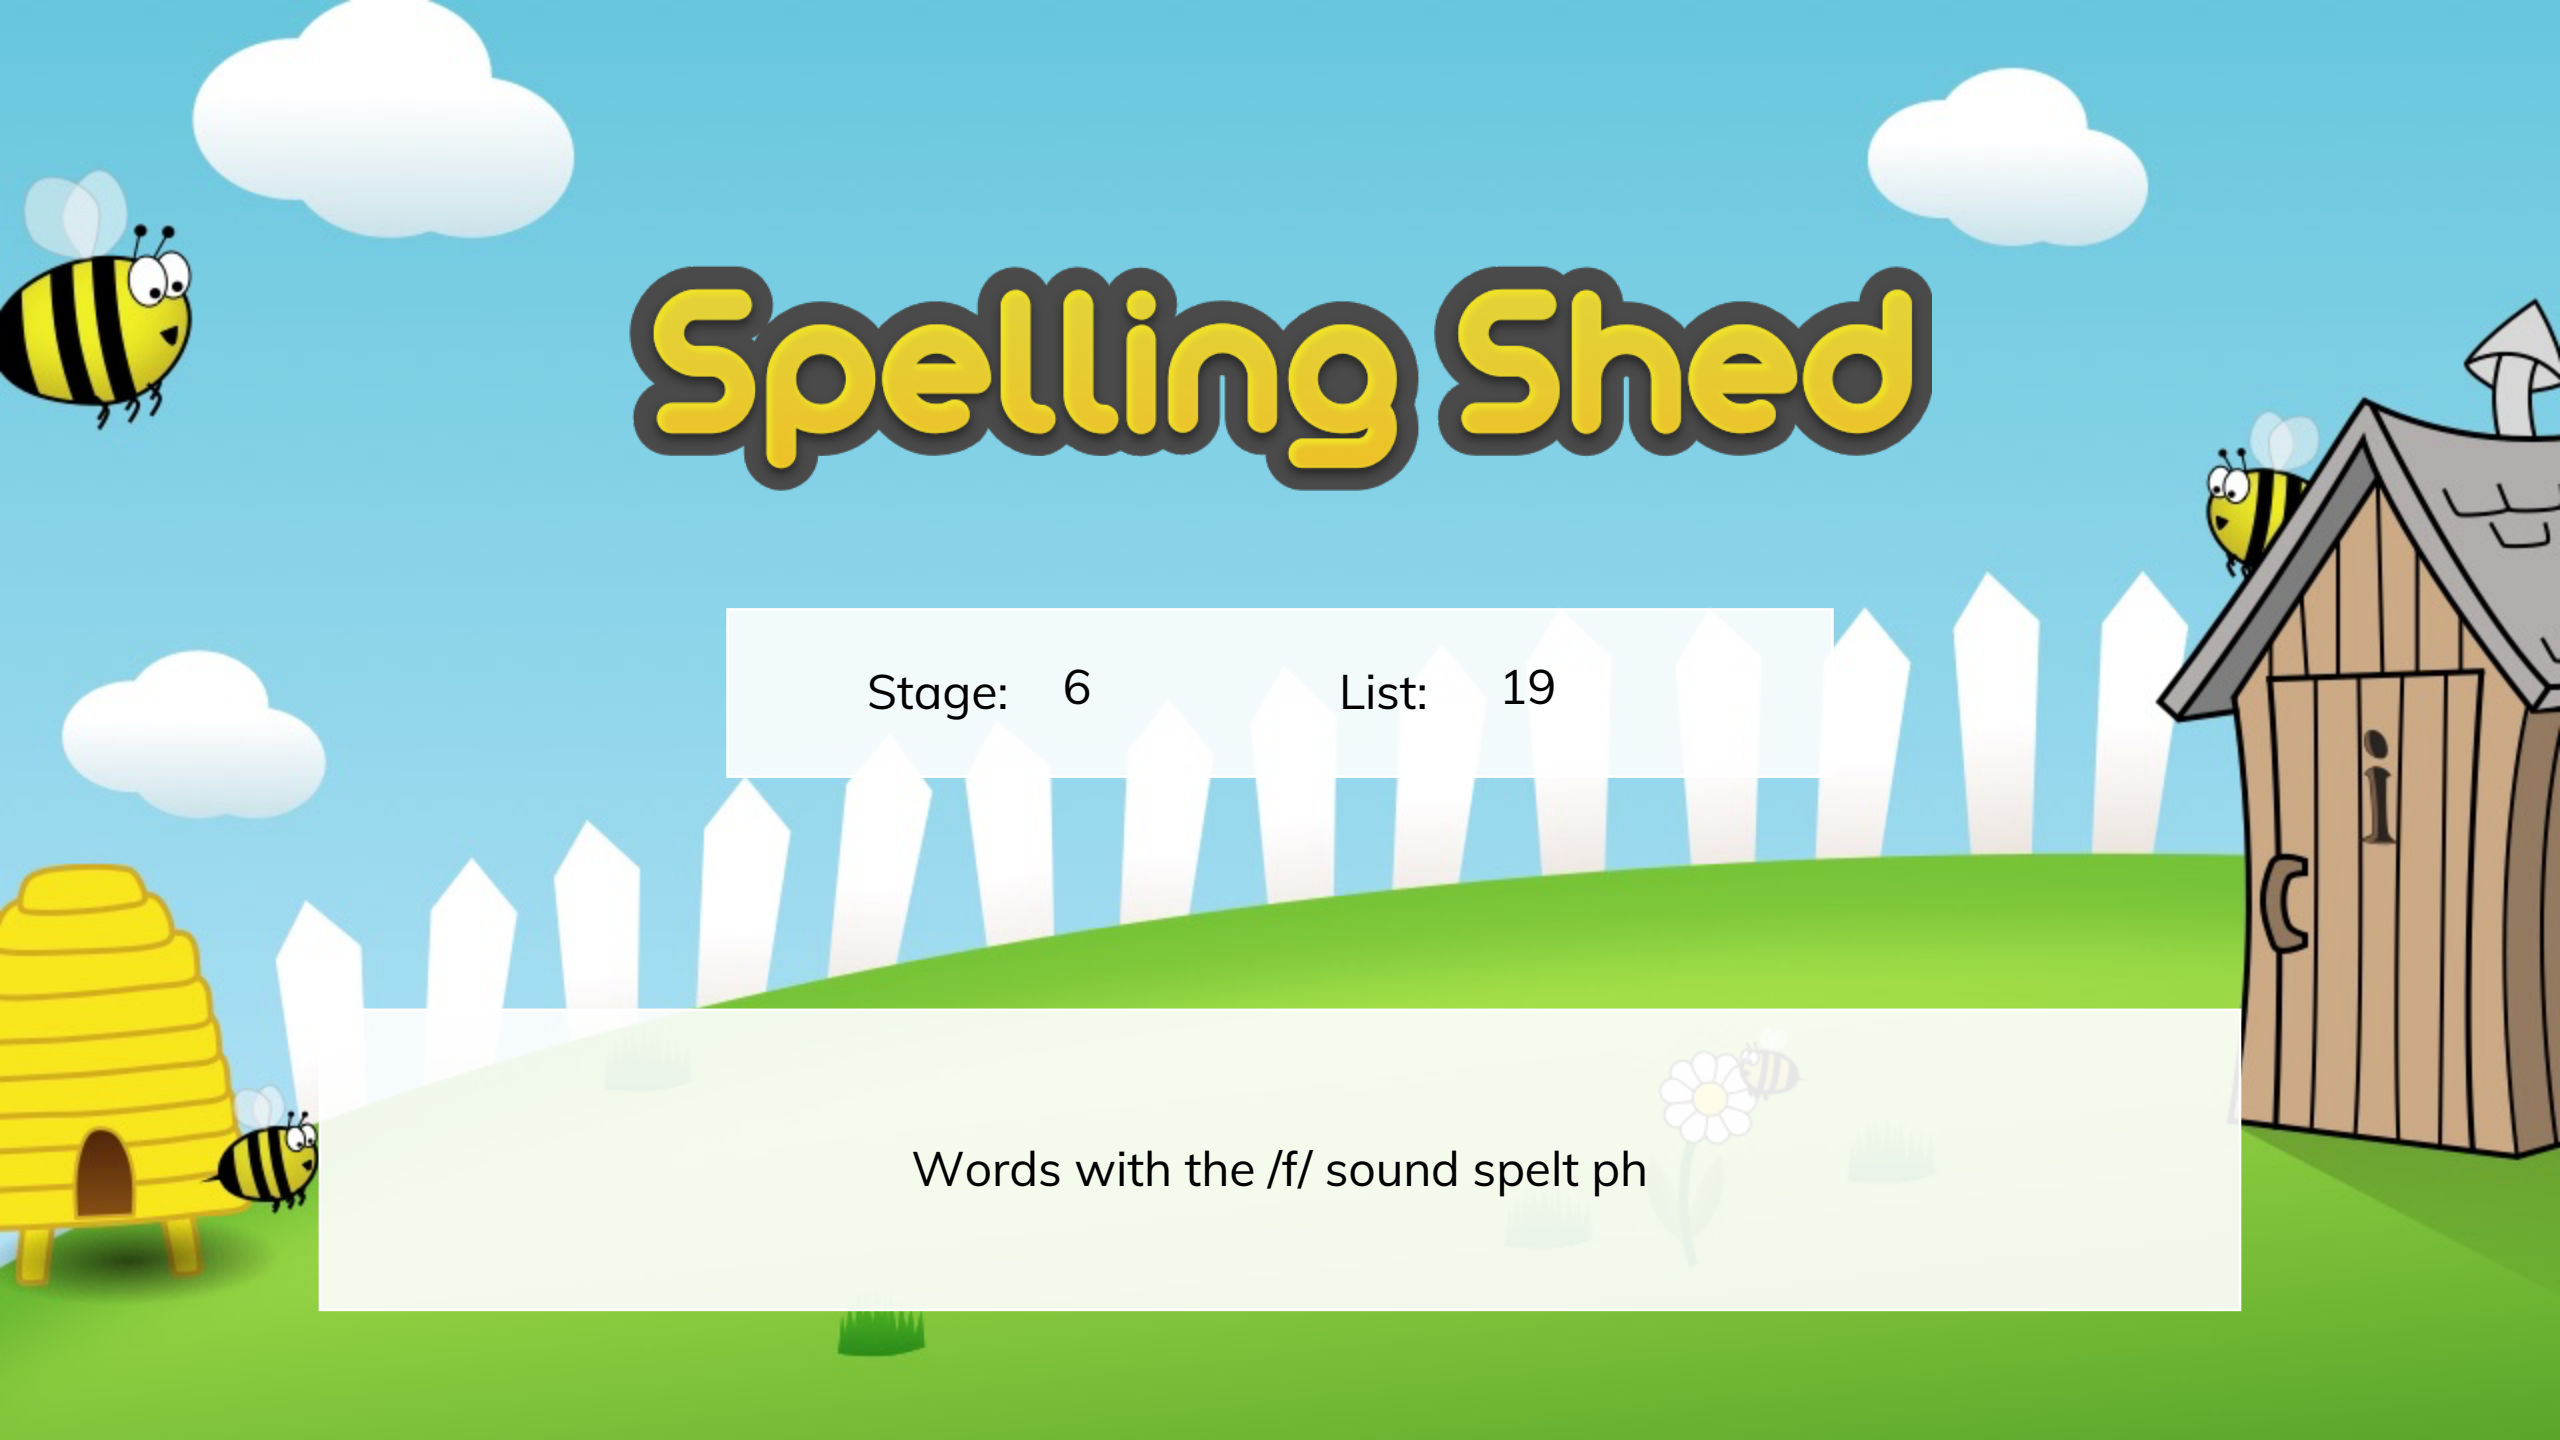 Spelling Shed
Stage: 6 List: 19
i
Words with the /f/ sound spelt ph